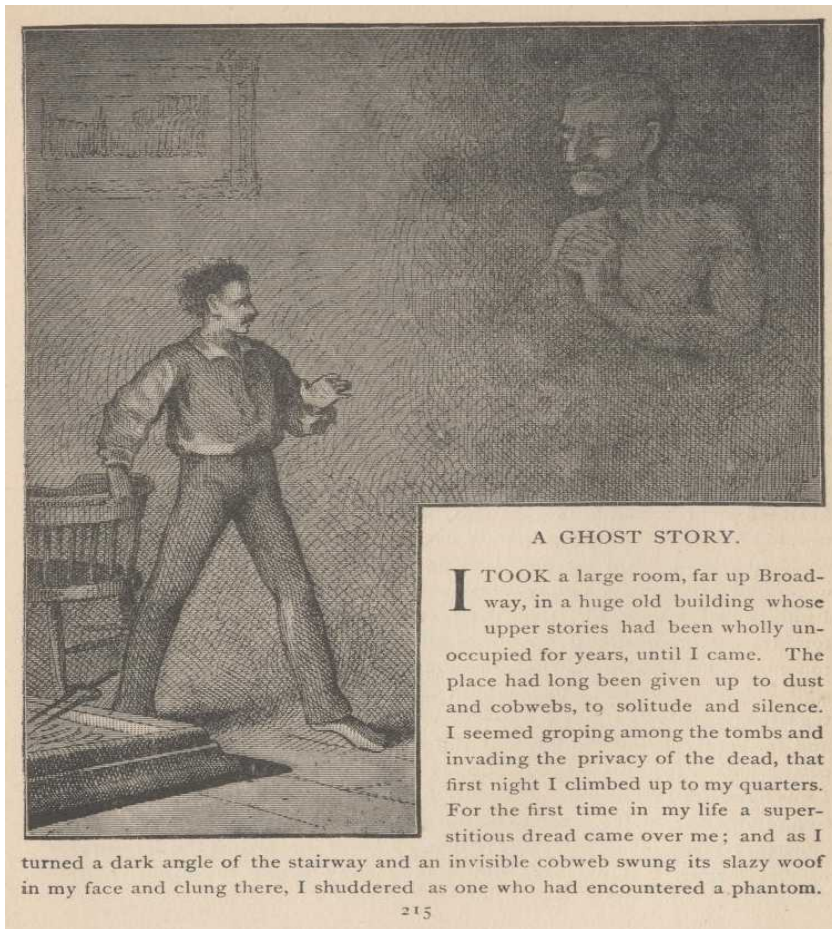 A GHOST STORY.
I TOOK a large room, far up Broad-
way, in a huge old building whose
upper stories had been wholly un-
occupied for years, until I came. The
place had long been given up to dust
and cobwebs, to solitude and silence.
I seemed groping among the tombs and
invading the privacy of the dead, that
first night I climbed up to my quarters.
For the first time in my life a super-
stitious dread came over me; and as I
turned a dark angle of the stairway and an invisible cobweb swung its slazy woof
in my face and clung there, I shuddered as one who had encountered a phantom.
215